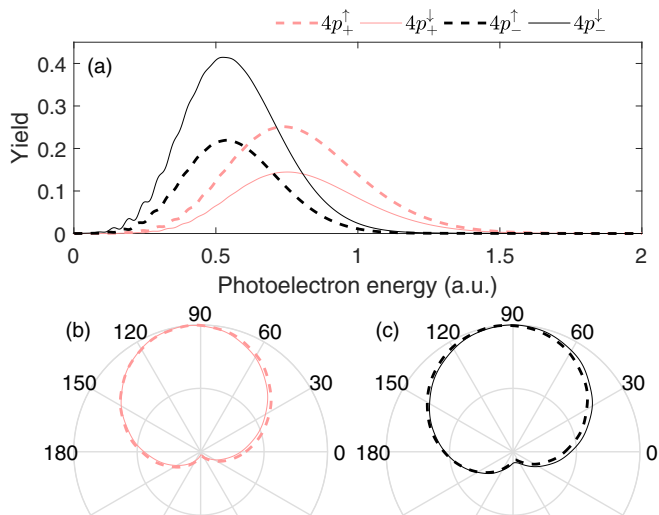 4p₊↑ 4p₊↓ 4p₋↑ 4p₋↓
(a)
Yield
0.4
0.3
0.2
0.1
0
0 0.5 1 1.5 2
Photoelectron energy (a.u.)
(b) 90
120 60
150 30
180 0
(c) 90
120 60
150 30
180 0